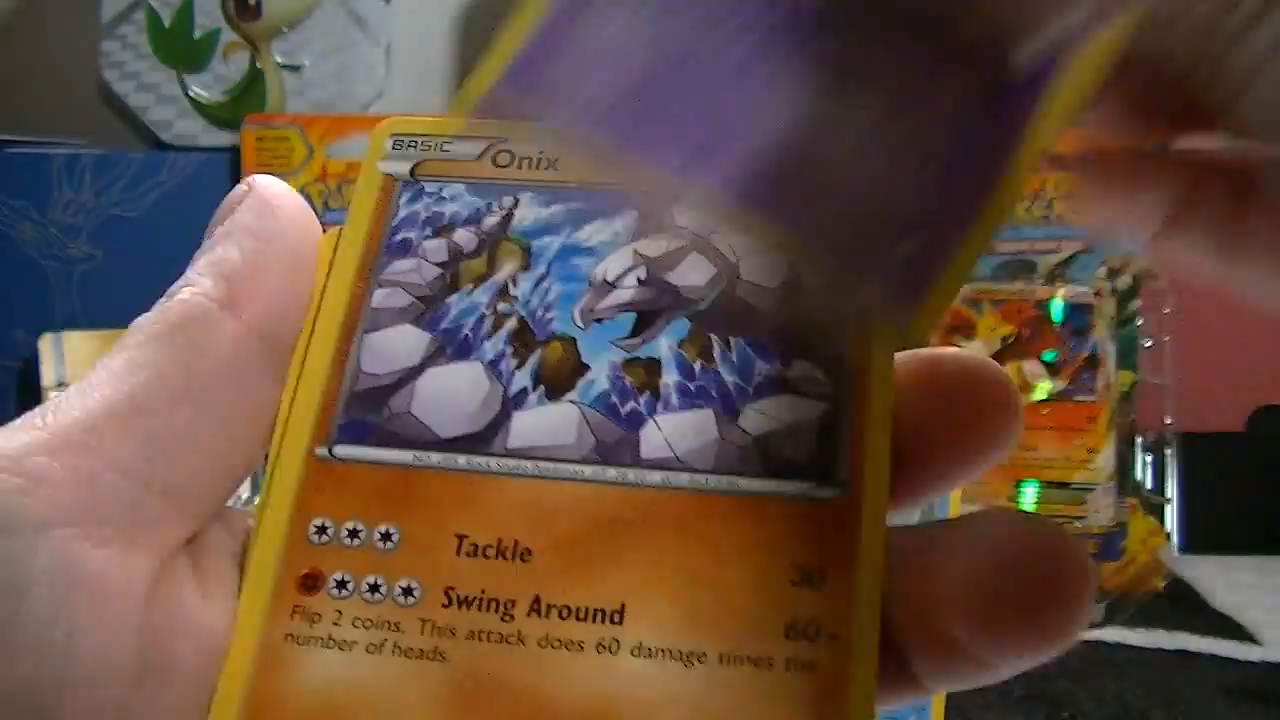 BASIC
Onix
Tackle 30
Swing Around 60
Flip 2 coins. This attack does 60 damage times the
number of heads.